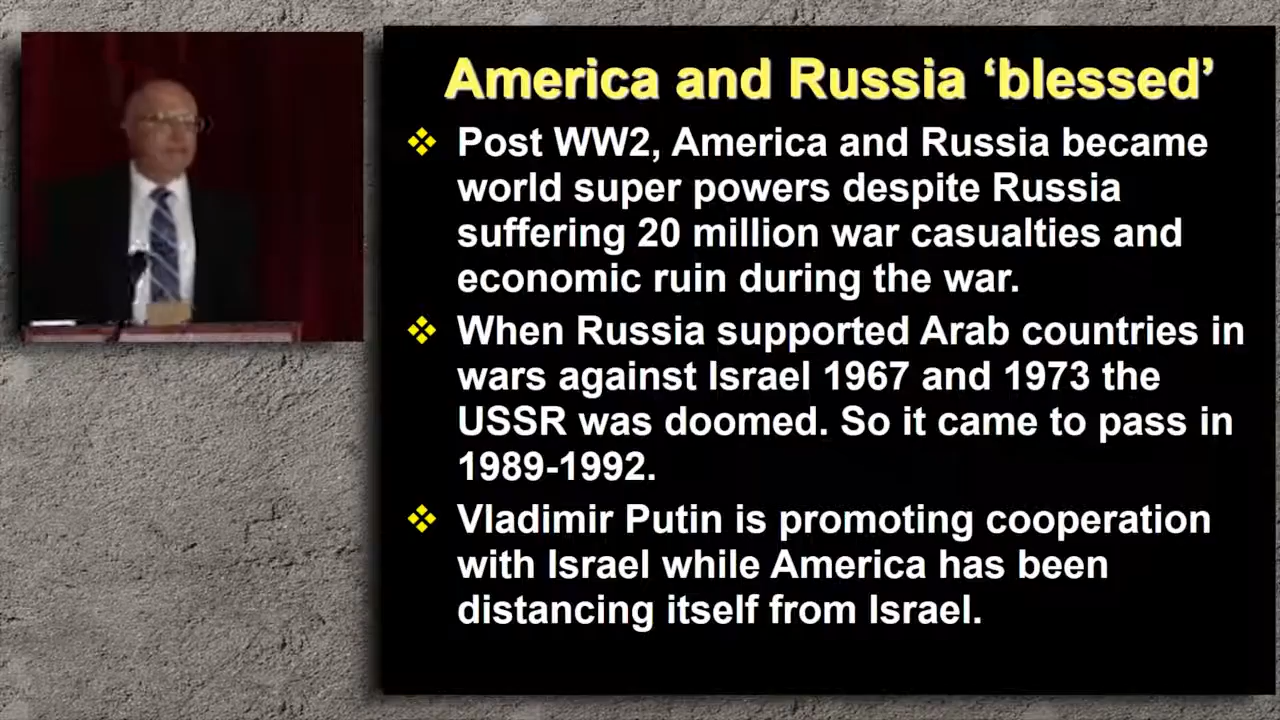 America and Russia ‘blessed’
❖ Post WW2, America and Russia became
world super powers despite Russia
suffering 20 million war casualties and
economic ruin during the war.
❖ When Russia supported Arab countries in
wars against Israel 1967 and 1973 the
USSR was doomed. So it came to pass in
1989-1992.
❖ Vladimir Putin is promoting cooperation
with Israel while America has been
distancing itself from Israel.